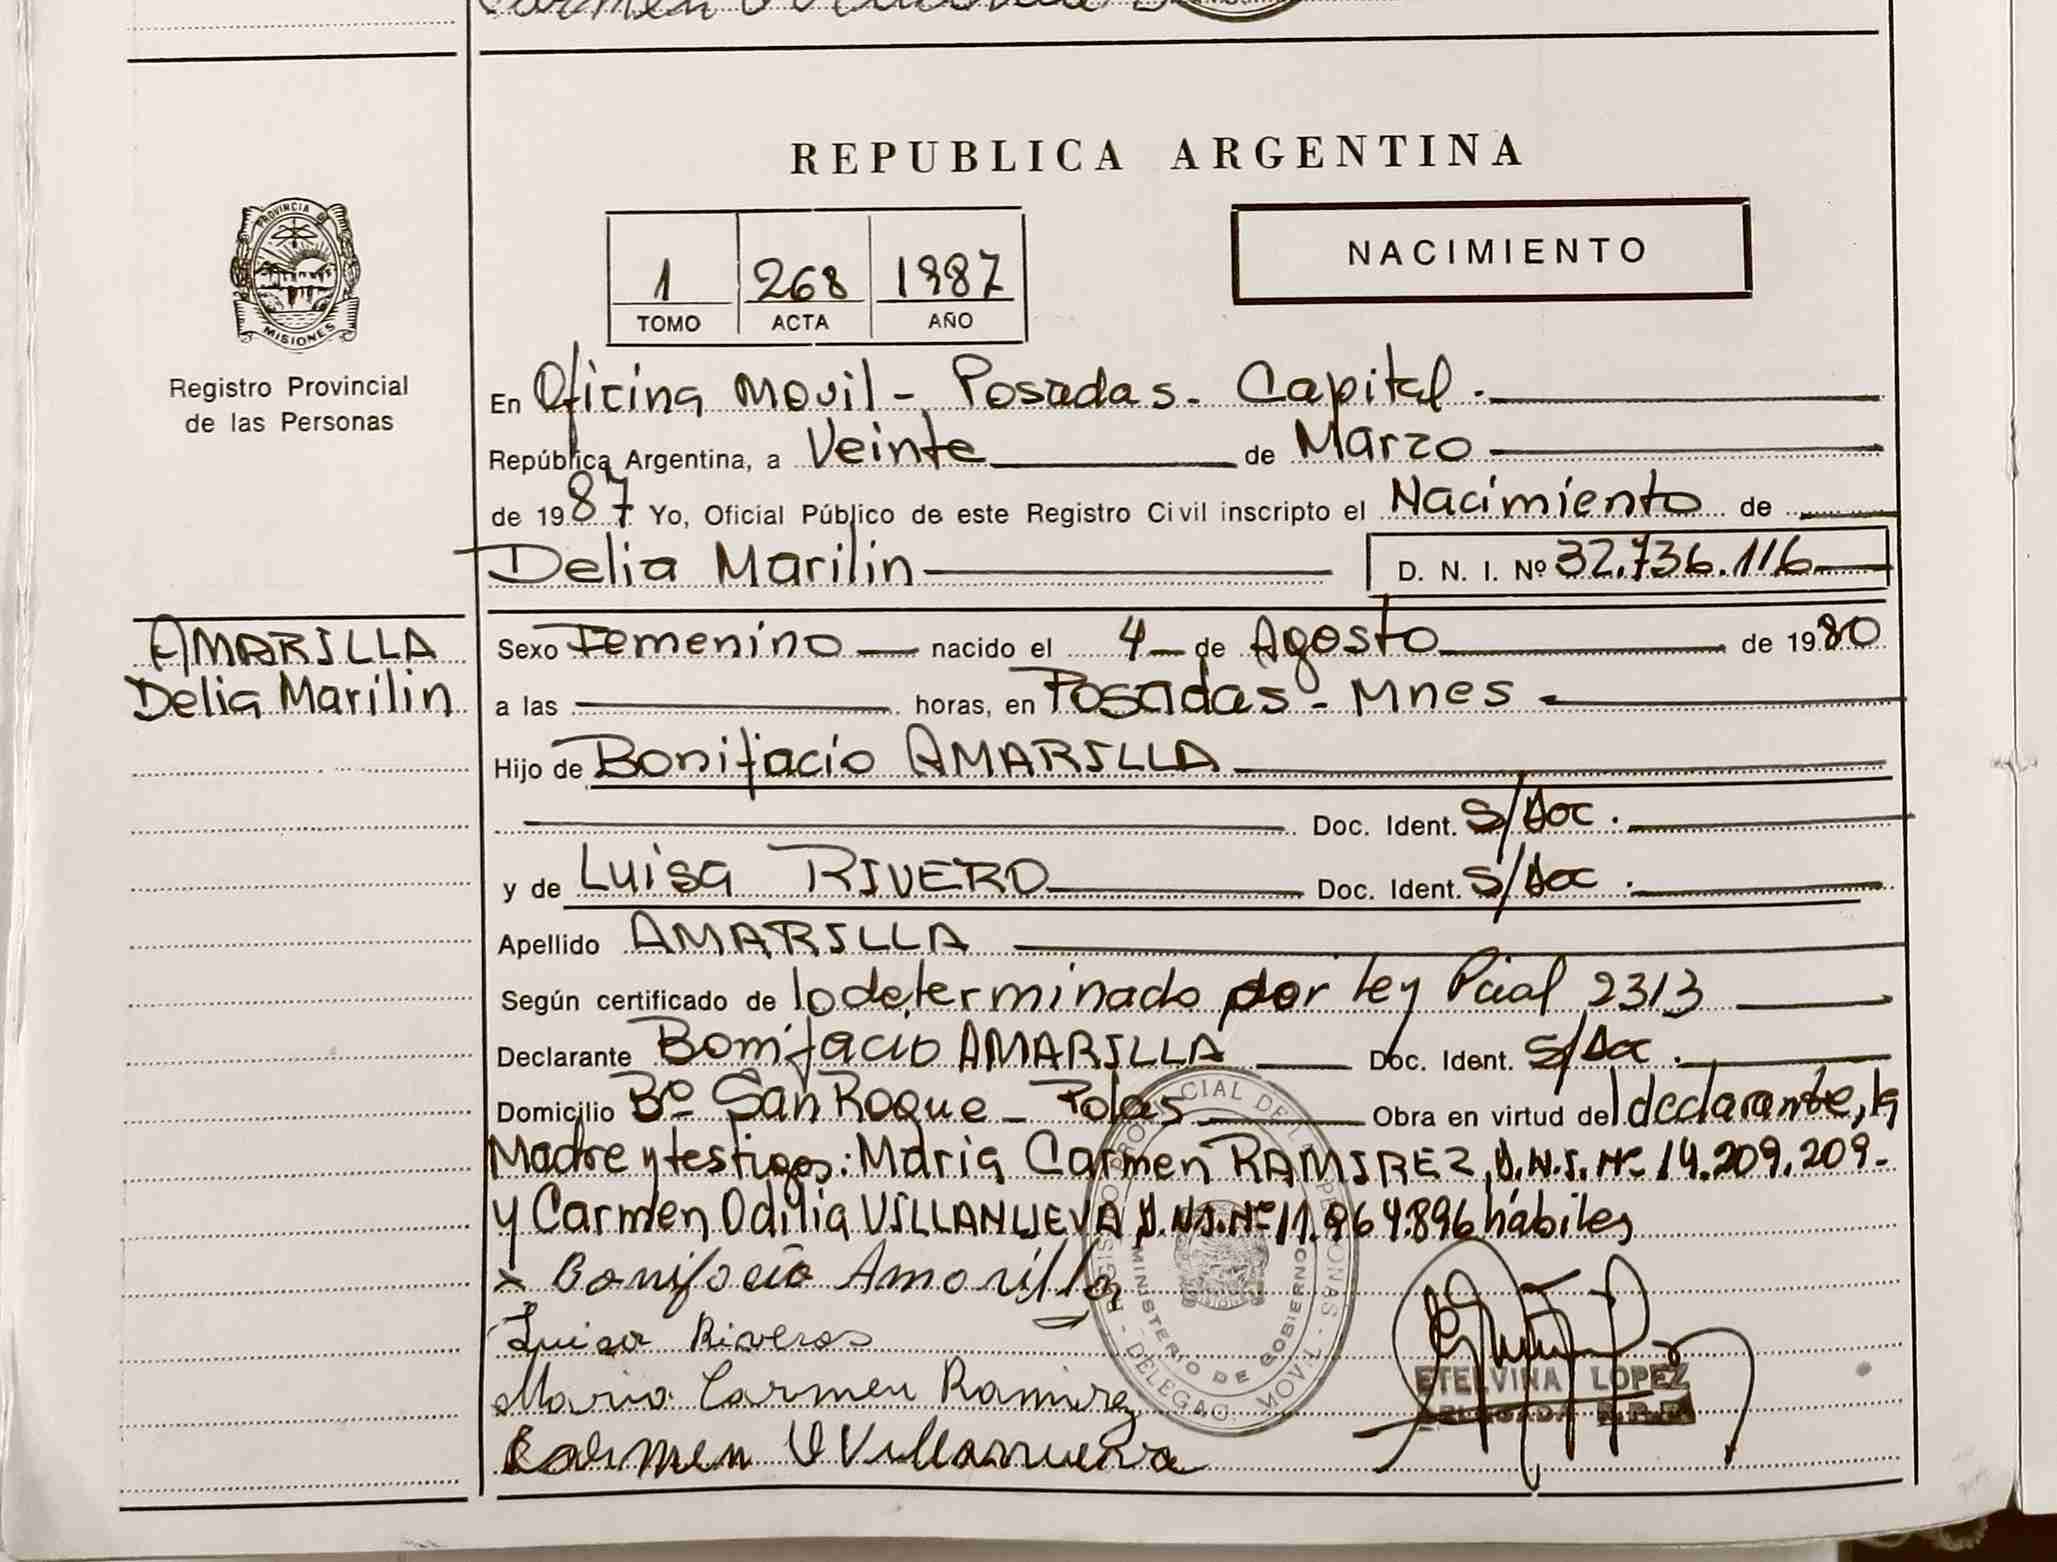 REPUBLICA ARGENTINA
PROVINCIA D
MISIONES
Registro Provincial
de las Personas
NACIMIENTO
1 268 1987
TOMO ACTA AÑO
En Oficina Movil - Posadas - Capital.
República Argentina, a Veinte de Marzo
de 1987 Yo, Oficial Público de este Registro Civil inscripto el Nacimiento de
Delia Marilin D. N. I. Nº 32.736.116
AMARILLA
Delia Marilin
Sexo Femenino nacido el 4 de Agosto de 1980
a las horas, en Posadas - Mnes
Hijo de Bonifacio AMARILLA
Doc. Ident. S/Doc.
y de Luisa RIVERO Doc. Ident. S/Doc.
Apellido AMARILLA
Según certificado de lo determinado por ley Pcial 2313
Declarante Bonifacio AMARILLA Doc. Ident. S/Doc.
Domicilio Bº San Roque - Pdas Obra en virtud del declarante, la
Madre y testigos: Maria Carmen RAMIREZ, D.N.I. Nº 14.209.209-
y Carmen Odilia VILLANUEVA D.N.I. Nº 11.864.896 hábiles
x Bonifacio Amarilla
Luisa Riveros
Maria Carmen Ramirez
Carmen O Villanueva
MINISTERIO DE GOBIERNO
DELEGAC. MOVIL
ETELVINA LOPEZ
DELEGADA R.P.P.